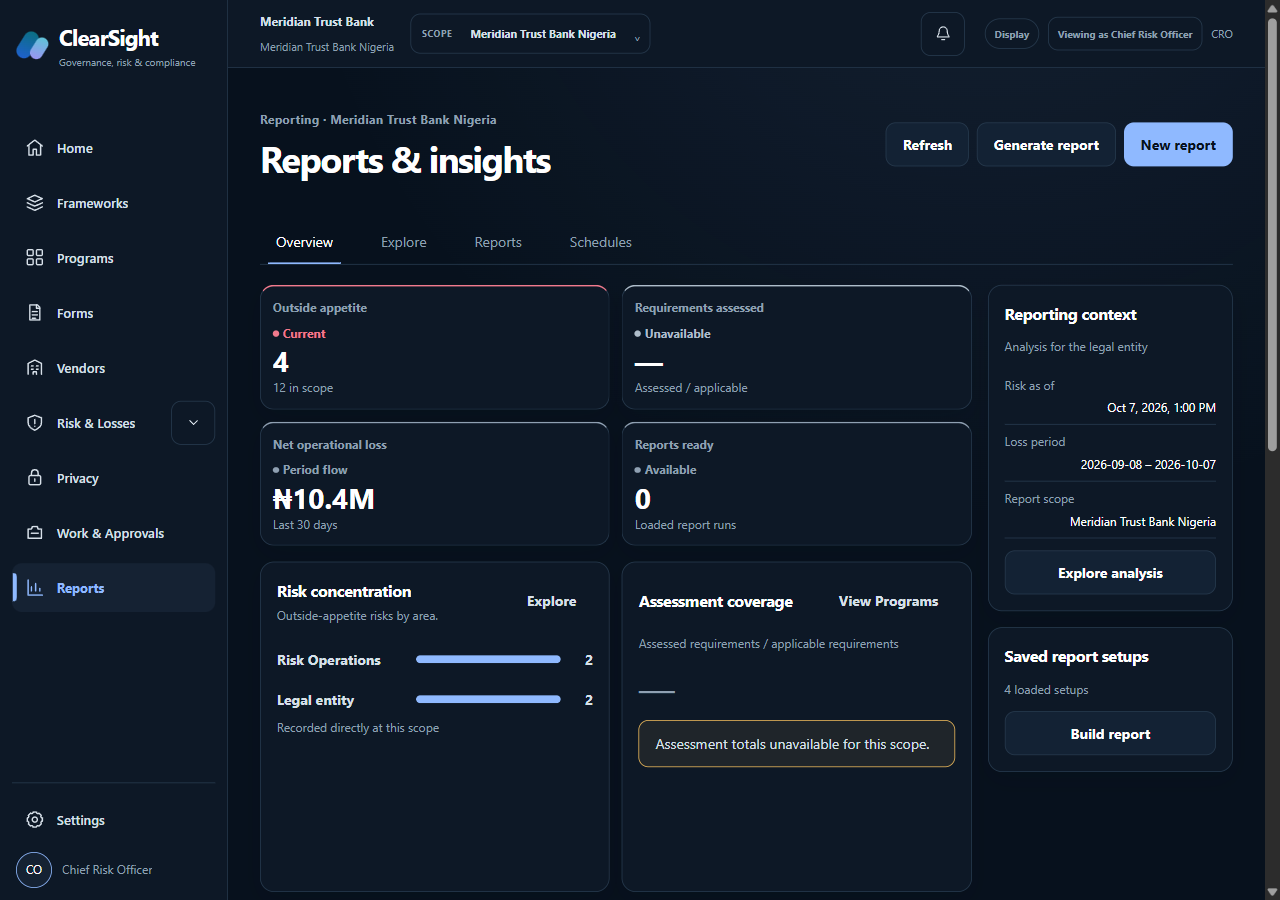 ClearSight
Governance, risk & compliance
Home
Frameworks
Programs
Forms
Vendors
Risk & Losses
Privacy
Work & Approvals
Reports
Settings
CO
Chief Risk Officer
Meridian Trust Bank
Meridian Trust Bank Nigeria
SCOPE
Meridian Trust Bank Nigeria
Display
Viewing as Chief Risk Officer
CRO
Reporting · Meridian Trust Bank Nigeria
Reports & insights
Refresh
Generate report
New report
Overview
Explore
Reports
Schedules
Outside appetite
Current
4
12 in scope
Requirements assessed
Unavailable
—
Assessed / applicable
Net operational loss
Period flow
₦10.4M
Last 30 days
Reports ready
Available
0
Loaded report runs
Risk concentration
Outside-appetite risks by area.
Explore
Risk Operations
2
Legal entity
2
Recorded directly at this scope
Assessment coverage
View Programs
Assessed requirements / applicable requirements
—
Assessment totals unavailable for this scope.
Reporting context
Analysis for the legal entity
Risk as of
Oct 7, 2026, 1:00 PM
Loss period
2026-09-08 – 2026-10-07
Report scope
Meridian Trust Bank Nigeria
Explore analysis
Saved report setups
4 loaded setups
Build report